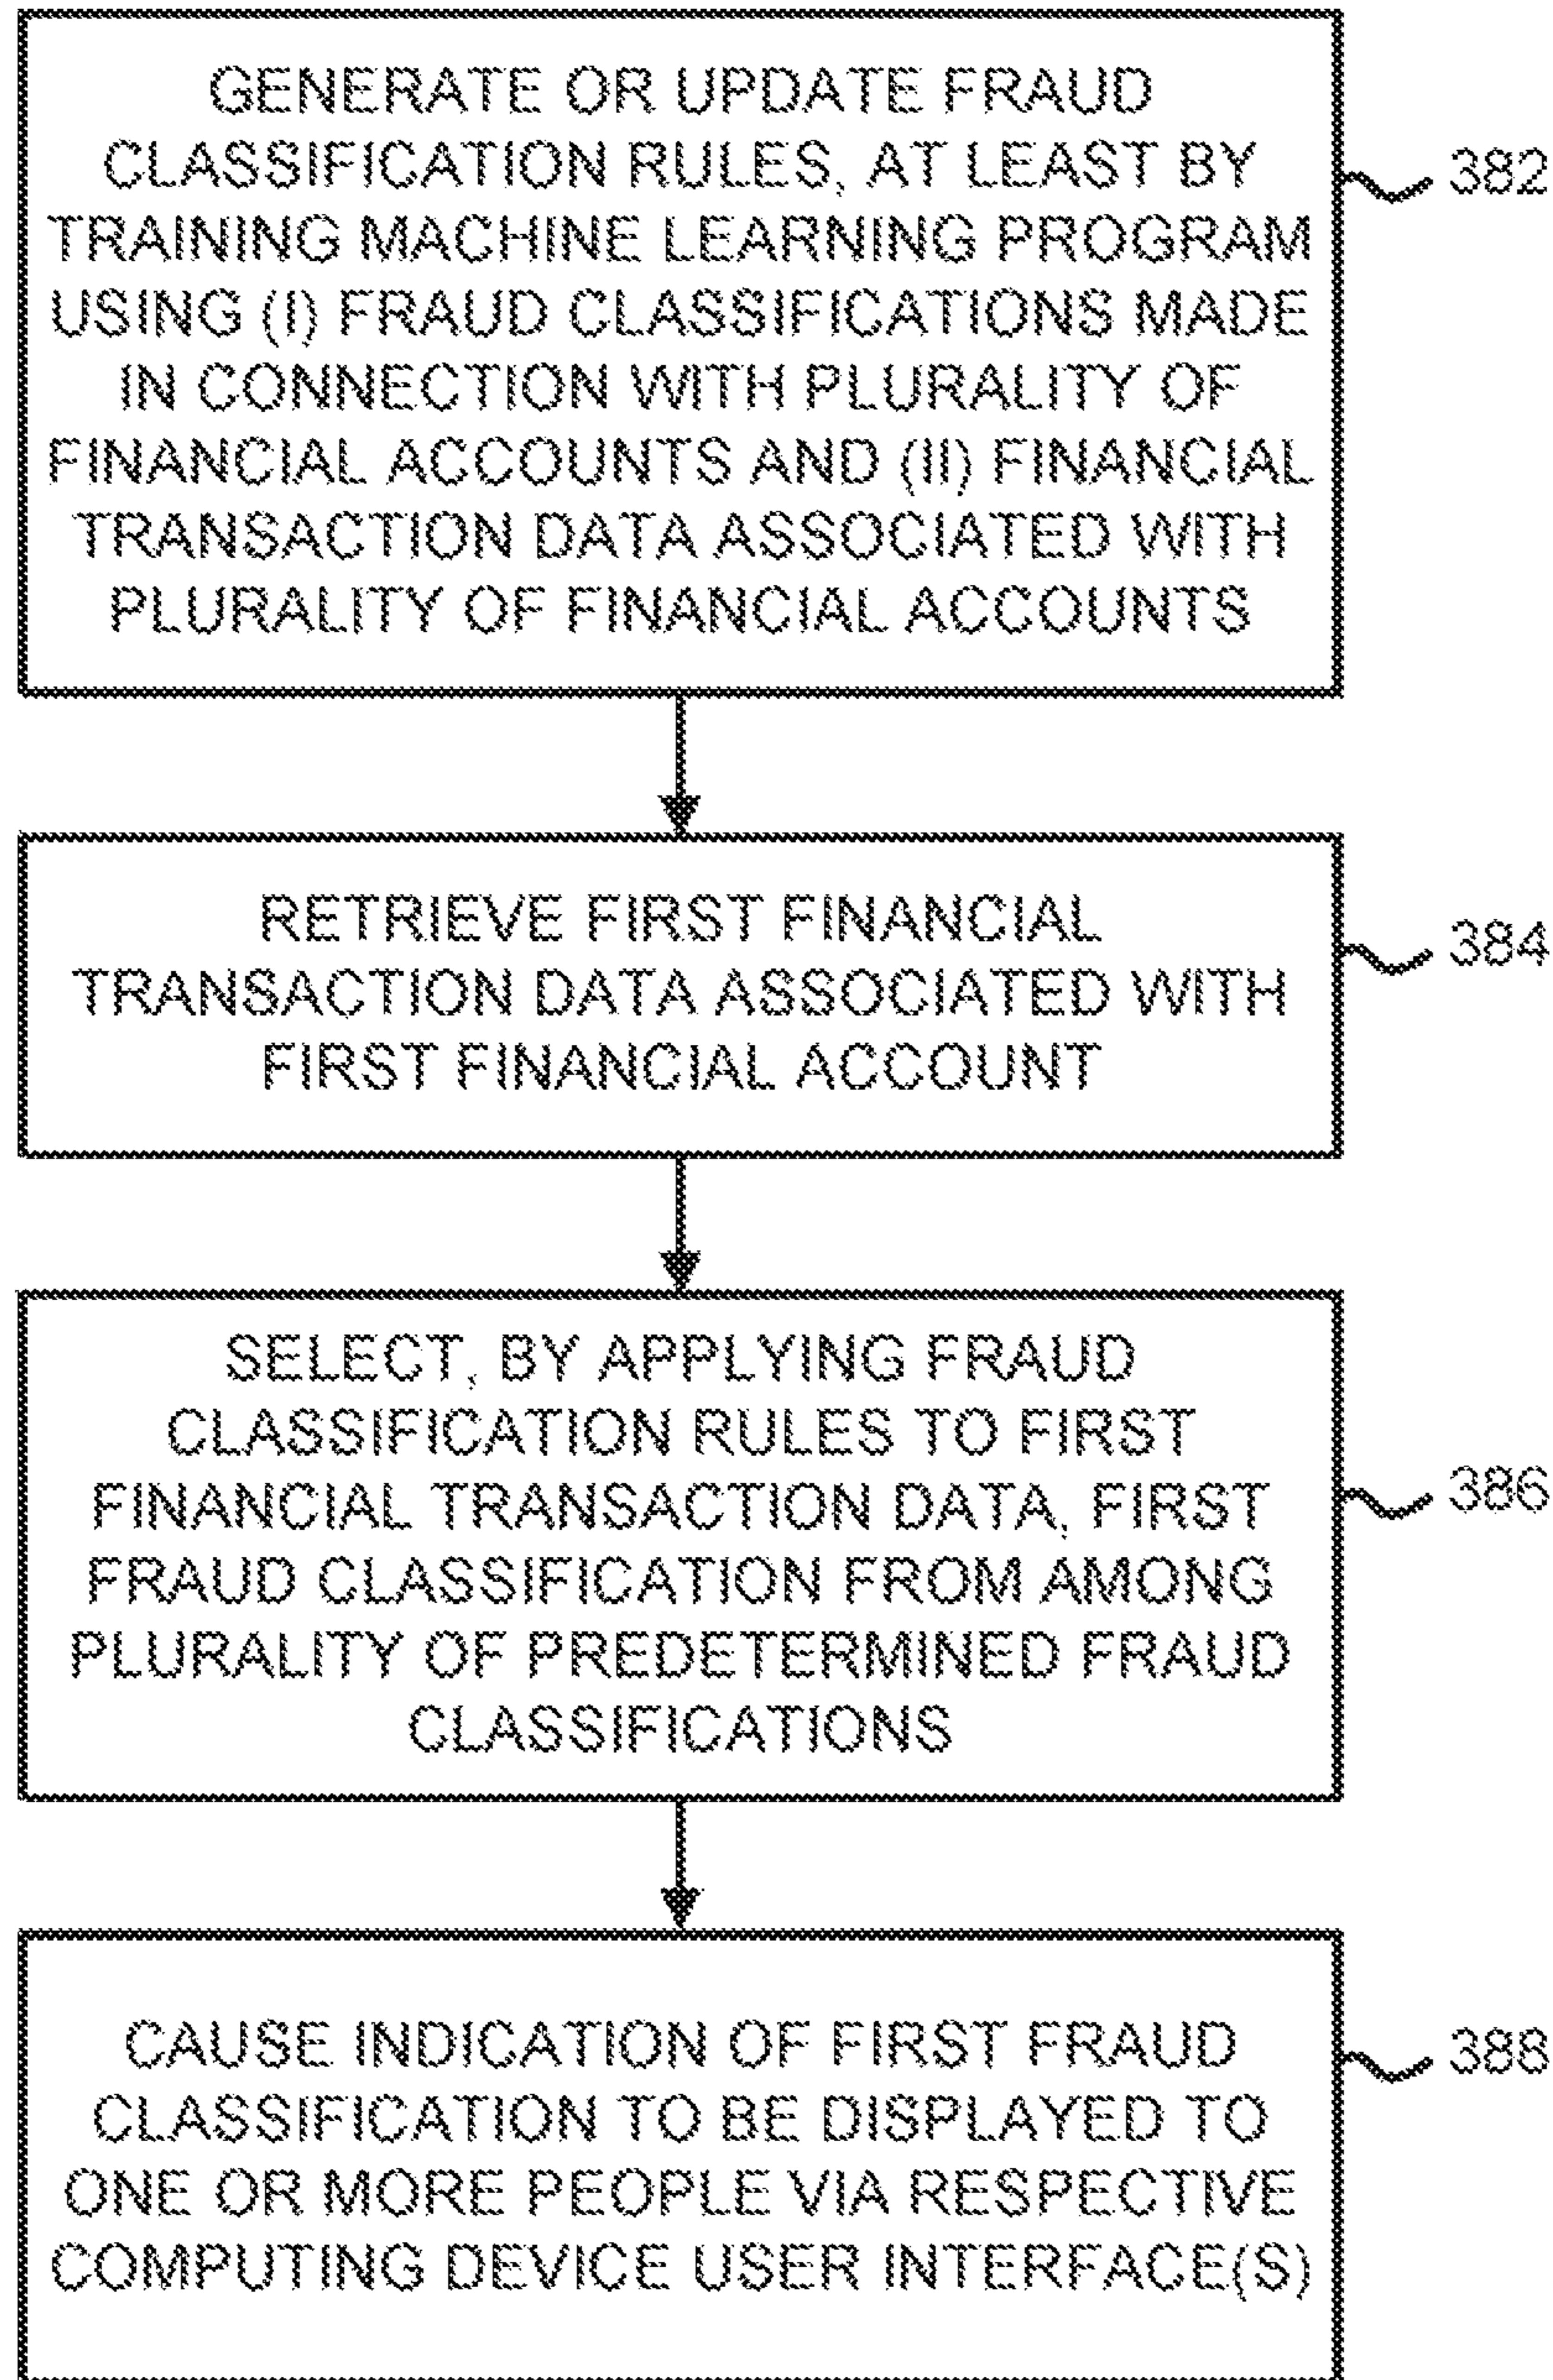 GENERATE OR UPDATE FRAUD
CLASSIFICATION RULES, AT LEAST BY
TRAINING MACHINE LEARNING PROGRAM
USING (I) FRAUD CLASSIFICATIONS MADE
IN CONNECTION WITH PLURALITY OF
FINANCIAL ACCOUNTS AND (II) FINANCIAL
TRANSACTION DATA ASSOCIATED WITH
PLURALITY OF FINANCIAL ACCOUNTS
382
RETRIEVE FIRST FINANCIAL
TRANSACTION DATA ASSOCIATED WITH
FIRST FINANCIAL ACCOUNT
384
SELECT, BY APPLYING FRAUD
CLASSIFICATION RULES TO FIRST
FINANCIAL TRANSACTION DATA, FIRST
FRAUD CLASSIFICATION FROM AMONG
PLURALITY OF PREDETERMINED FRAUD
CLASSIFICATIONS
386
CAUSE INDICATION OF FIRST FRAUD
CLASSIFICATION TO BE DISPLAYED TO
ONE OR MORE PEOPLE VIA RESPECTIVE
COMPUTING DEVICE USER INTERFACE(S)
388